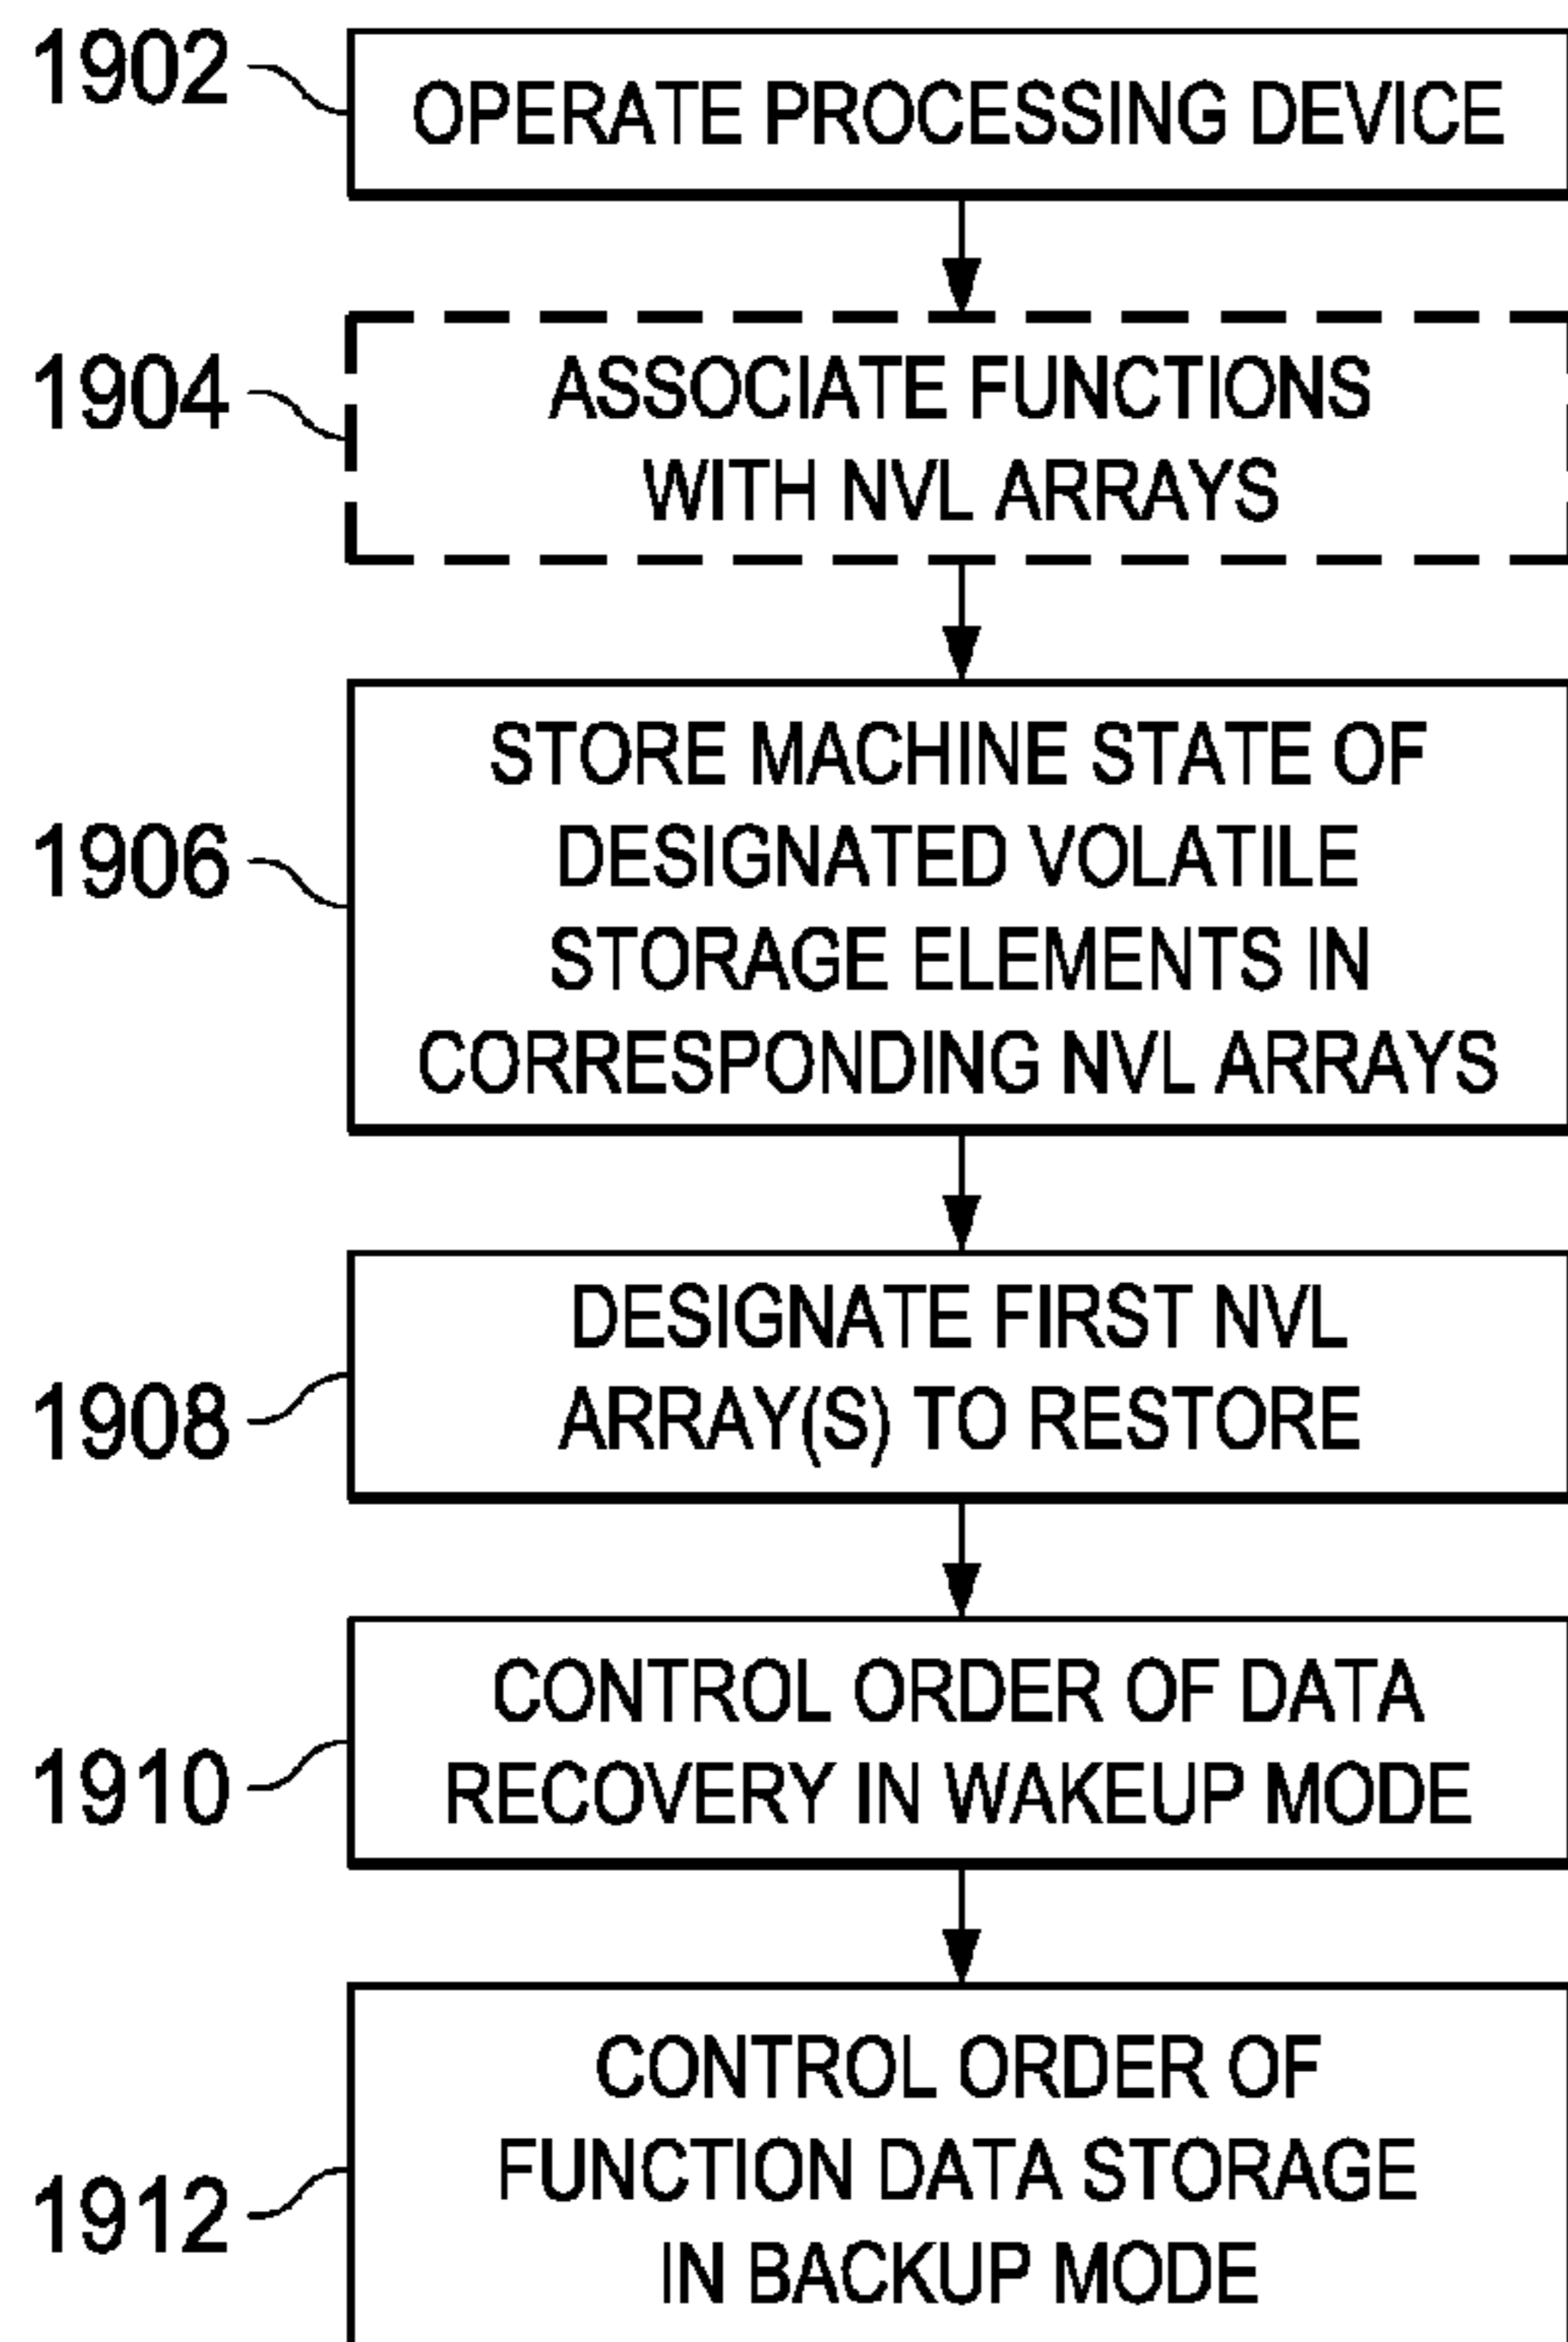 1902
OPERATE PROCESSING DEVICE
1904
ASSOCIATE FUNCTIONS
WITH NVL ARRAYS
1906
STORE MACHINE STATE OF
DESIGNATED VOLATILE
STORAGE ELEMENTS IN
CORRESPONDING NVL ARRAYS
1908
DESIGNATE FIRST NVL
ARRAY(S) TO RESTORE
1910
CONTROL ORDER OF DATA
RECOVERY IN WAKEUP MODE
1912
CONTROL ORDER OF
FUNCTION DATA STORAGE
IN BACKUP MODE